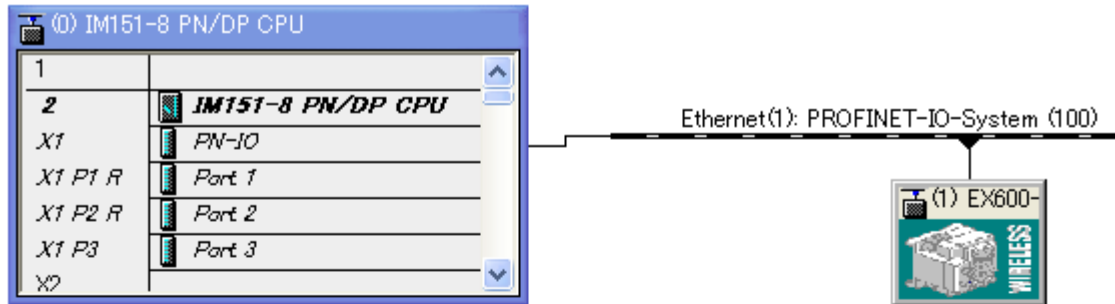 (0) IM151-8 PN/DP CPU
1
2 IM151-8 PN/DP CPU
X1 PN-IO
X1 P1 R Port 1
X1 P2 R Port 2
X1 P3 Port 3
X2
Ethernet(1): PROFINET-IO-System (100)
(1) EX600-
WIRELESS